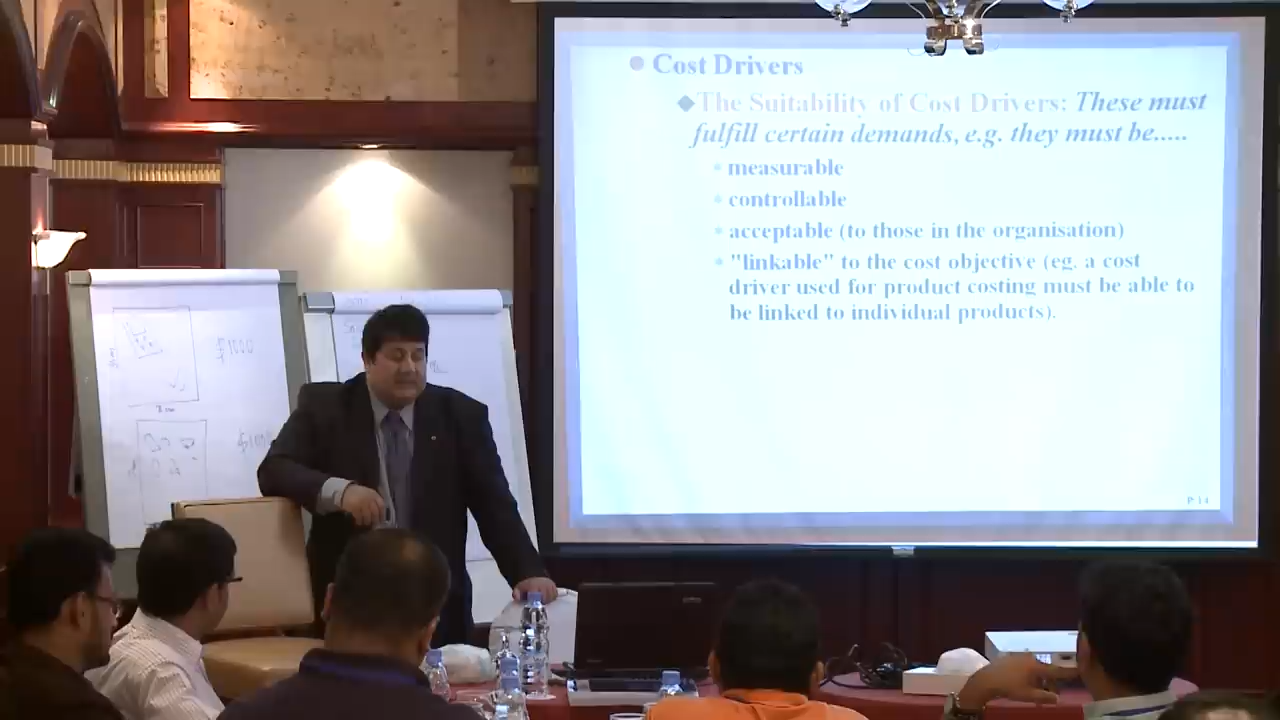 Cost Drivers
The Suitability of Cost Drivers: These must
fulfill certain demands, e.g. they must be.....
measurable
controllable
acceptable (to those in the organisation)
"linkable" to the cost objective (eg. a cost
driver used for product costing must be able to
be linked to individual products).
P-14